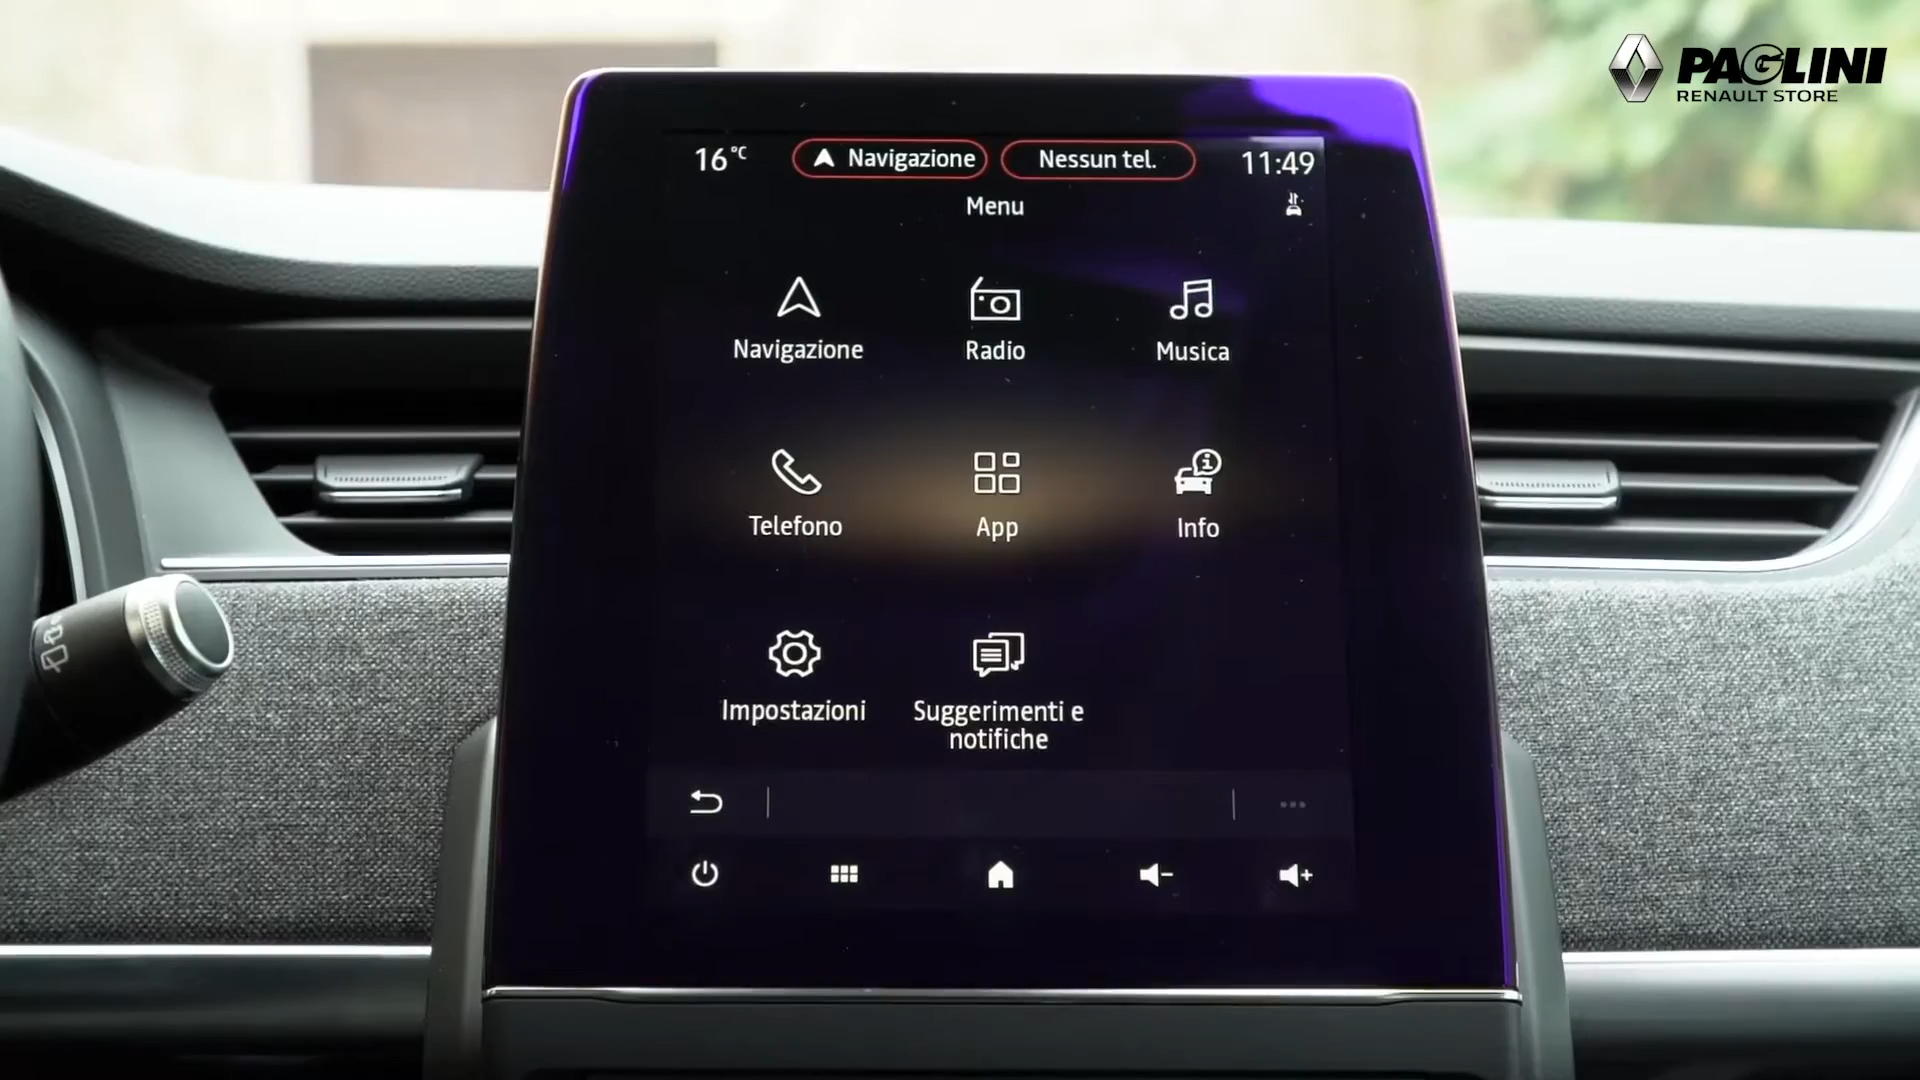 PAGLINI
RENAULT STORE
16°C
Navigazione
Nessun tel.
11:49
Menu
Navigazione
Radio
Musica
Telefono
App
Info
Impostazioni
Suggerimenti e
notifiche